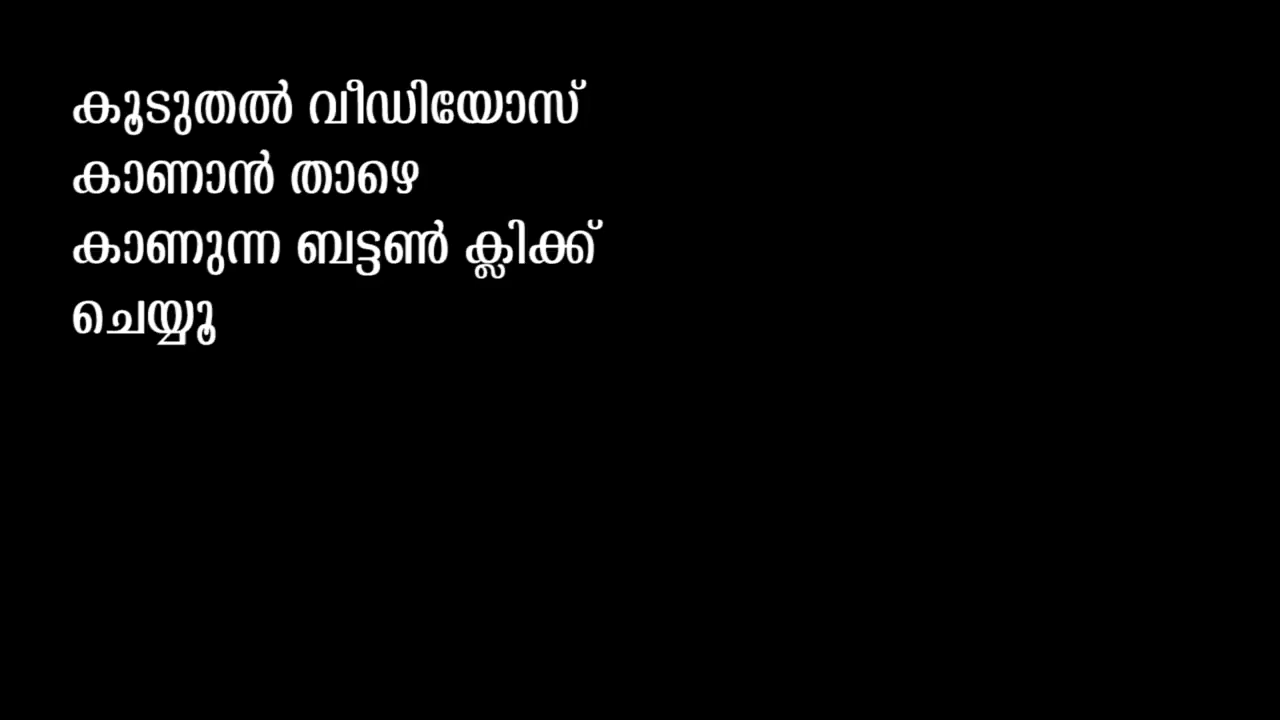 കൂടുതൽ വീഡിയോസ്
കാണാൻ താഴെ
കാണുന്ന ബട്ടൺ ക്ലിക്ക്
ചെയ്യൂ